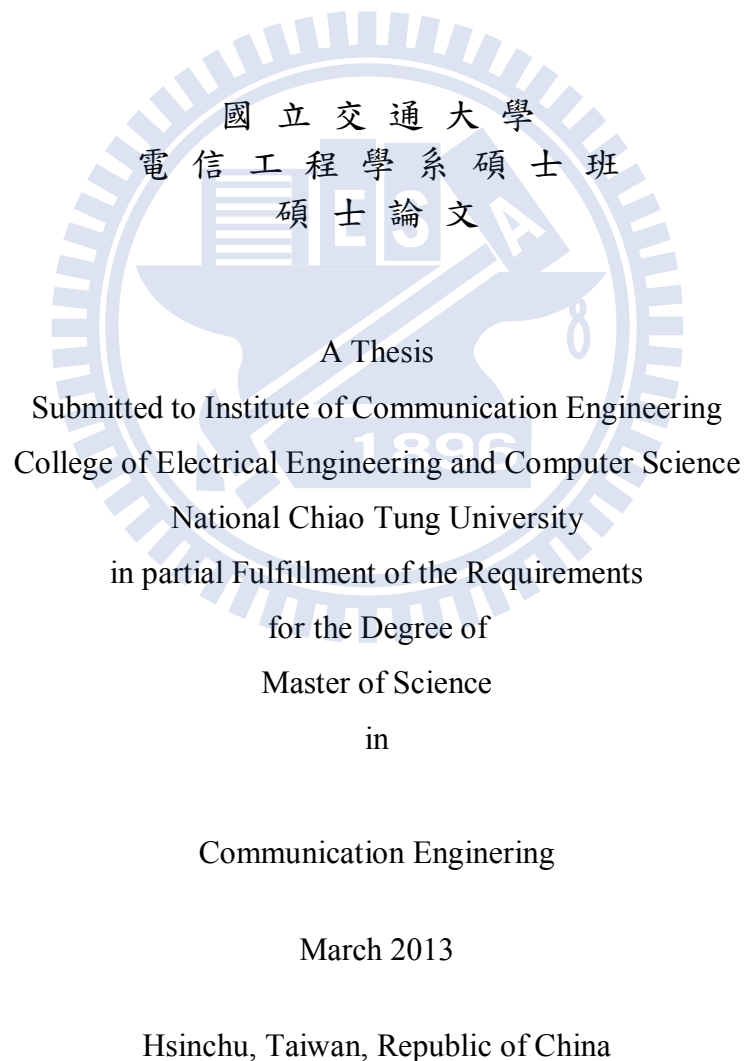 國 立 交 通 大 學
電 信 工 程 學 系 碩 士 班
碩 士 論 文
E S A
A Thesis
Submitted to Institute of Communication Engineering
1896
College of Electrical Engineering and Computer Science
National Chiao Tung University
in partial Fulfillment of the Requirements
for the Degree of
Master of Science
in
Communication Enginering
March 2013
Hsinchu, Taiwan, Republic of China